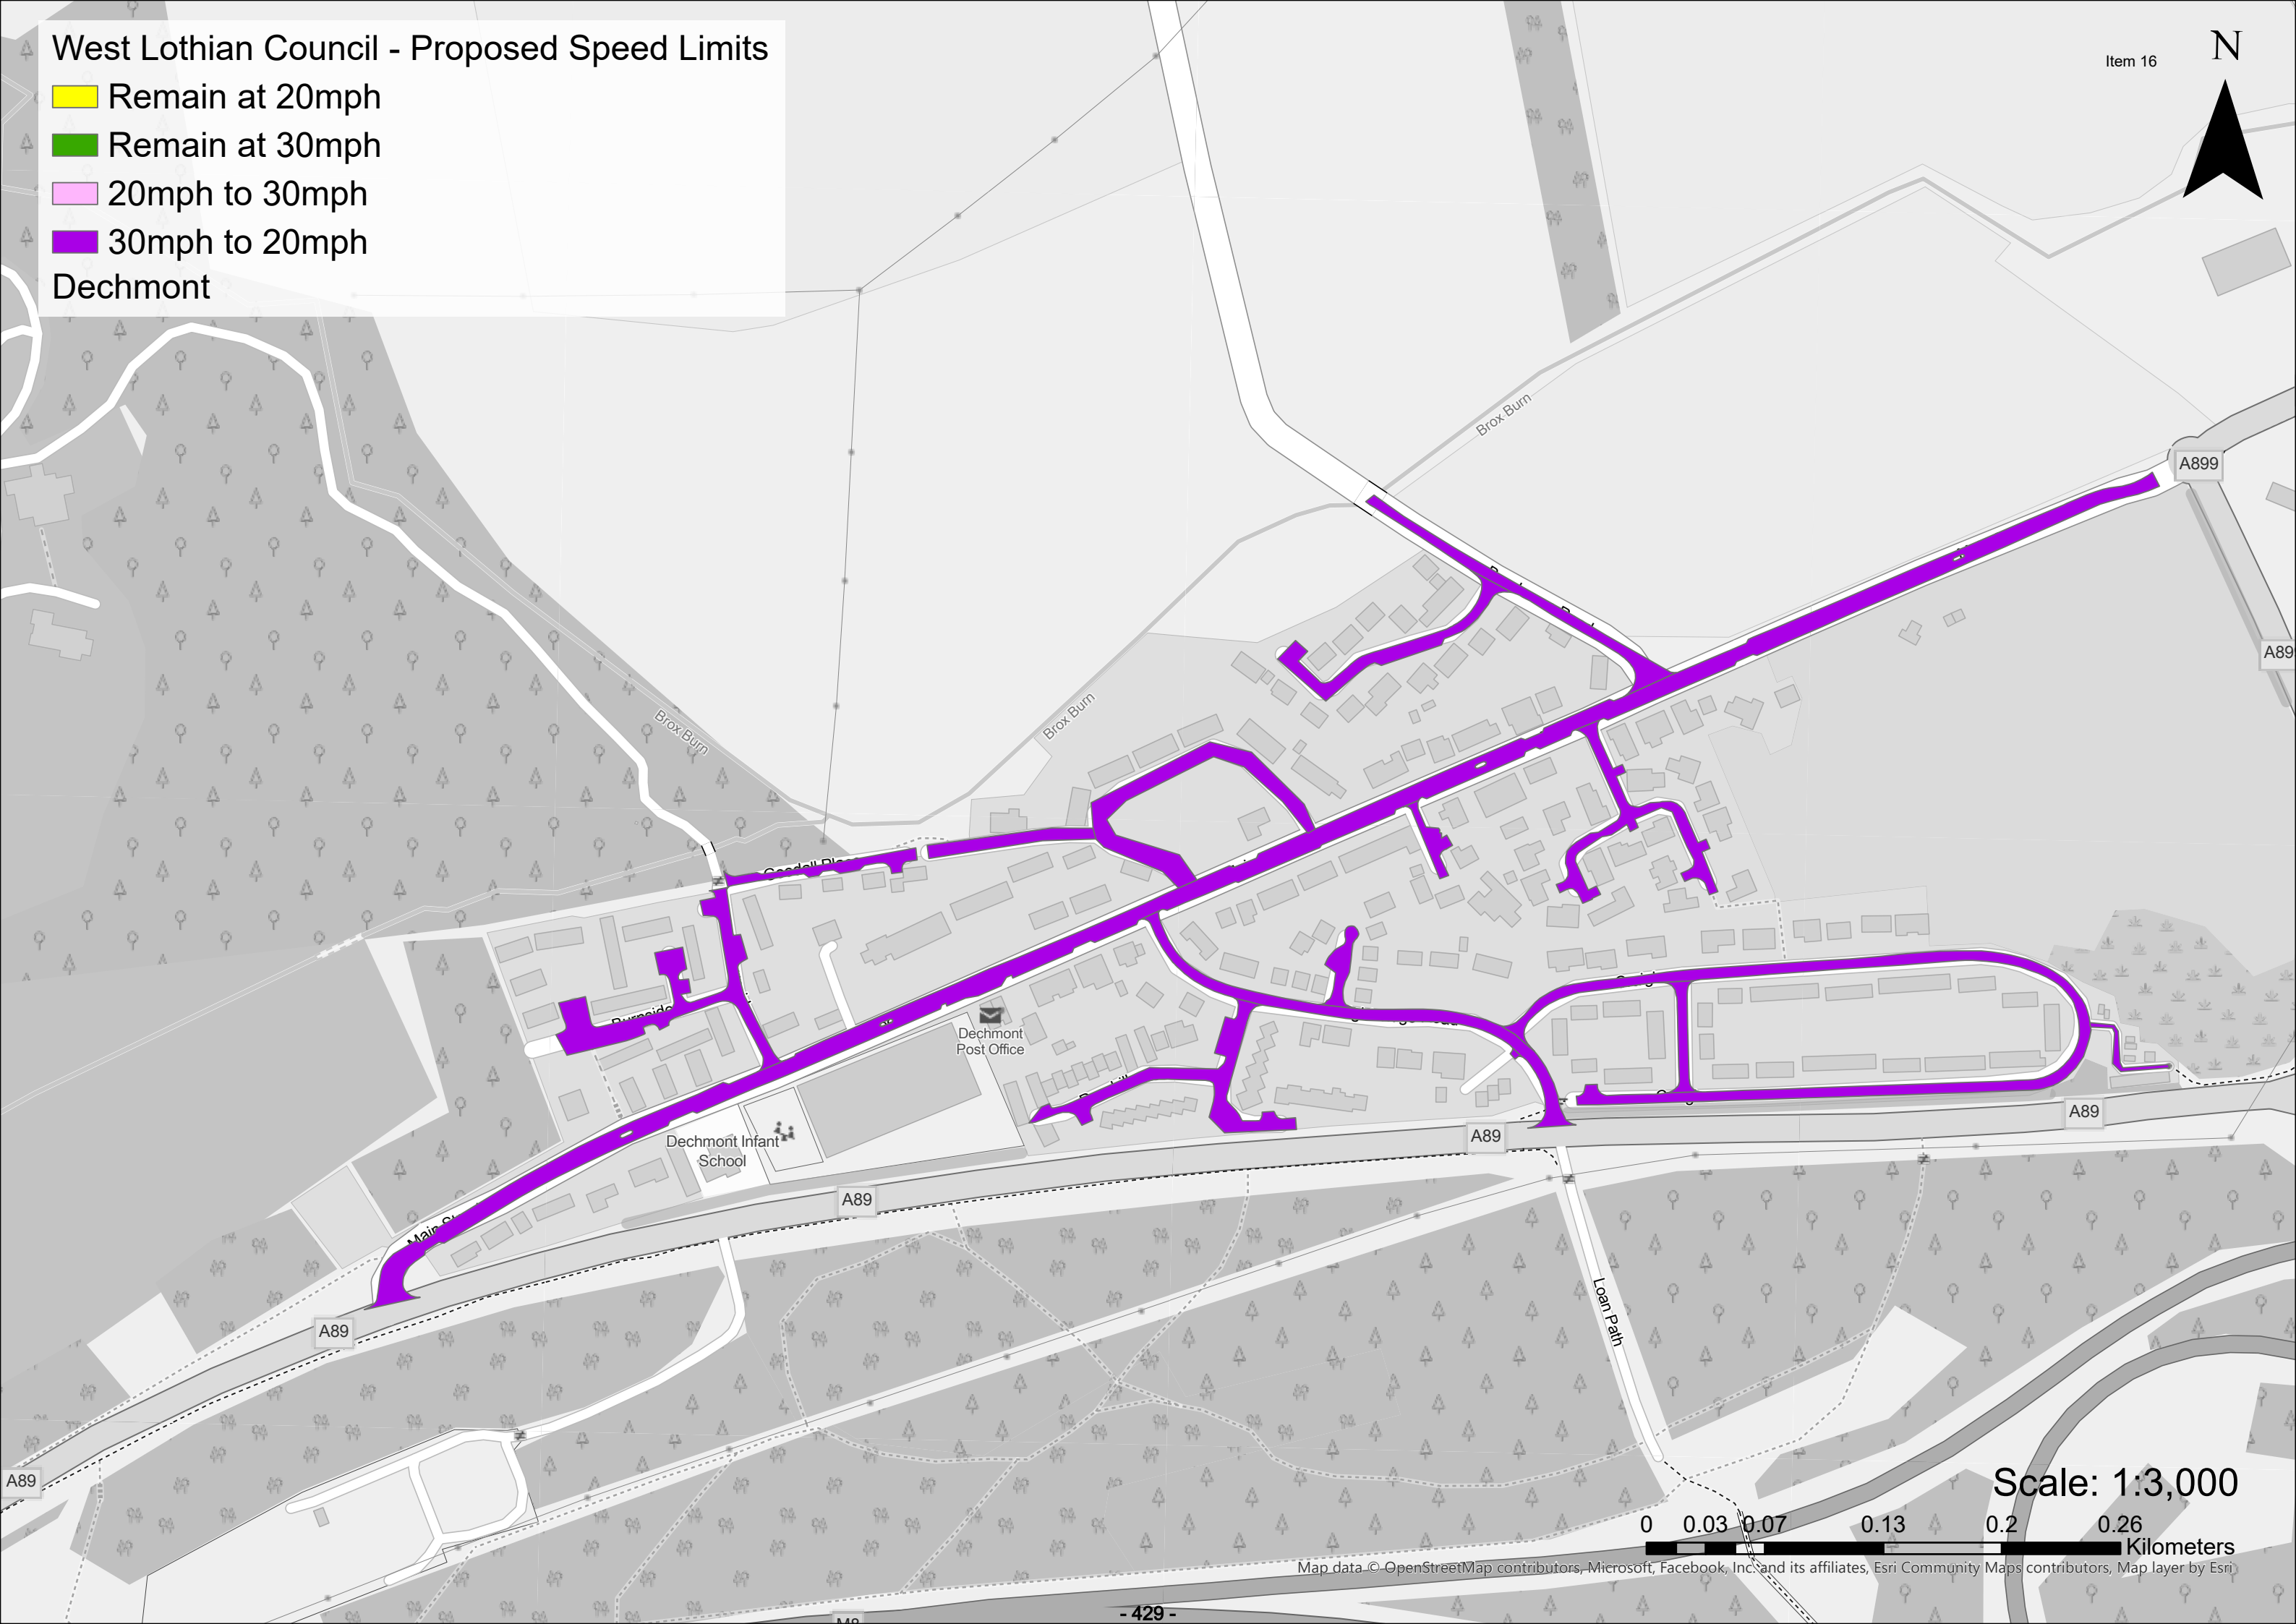 West Lothian Council - Proposed Speed Limits
Remain at 20mph
Remain at 30mph
20mph to 30mph
30mph to 20mph
Dechmont
Item 16
N
Brox Burn
A899
A89
Brox Burn
Brox Burn
Goodall Place
Burnside
Dechmont
Post Office
Dechmont Infant
School
A89
A89
A89
Main St
A89
Loan Path
A89
Scale: 1:3,000
0 0.03 0.07 0.13 0.2 0.26
Kilometers
Map data © OpenStreetMap contributors, Microsoft, Facebook, Inc. and its affiliates, Esri Community Maps contributors, Map layer by Esri
- 429 -
M8